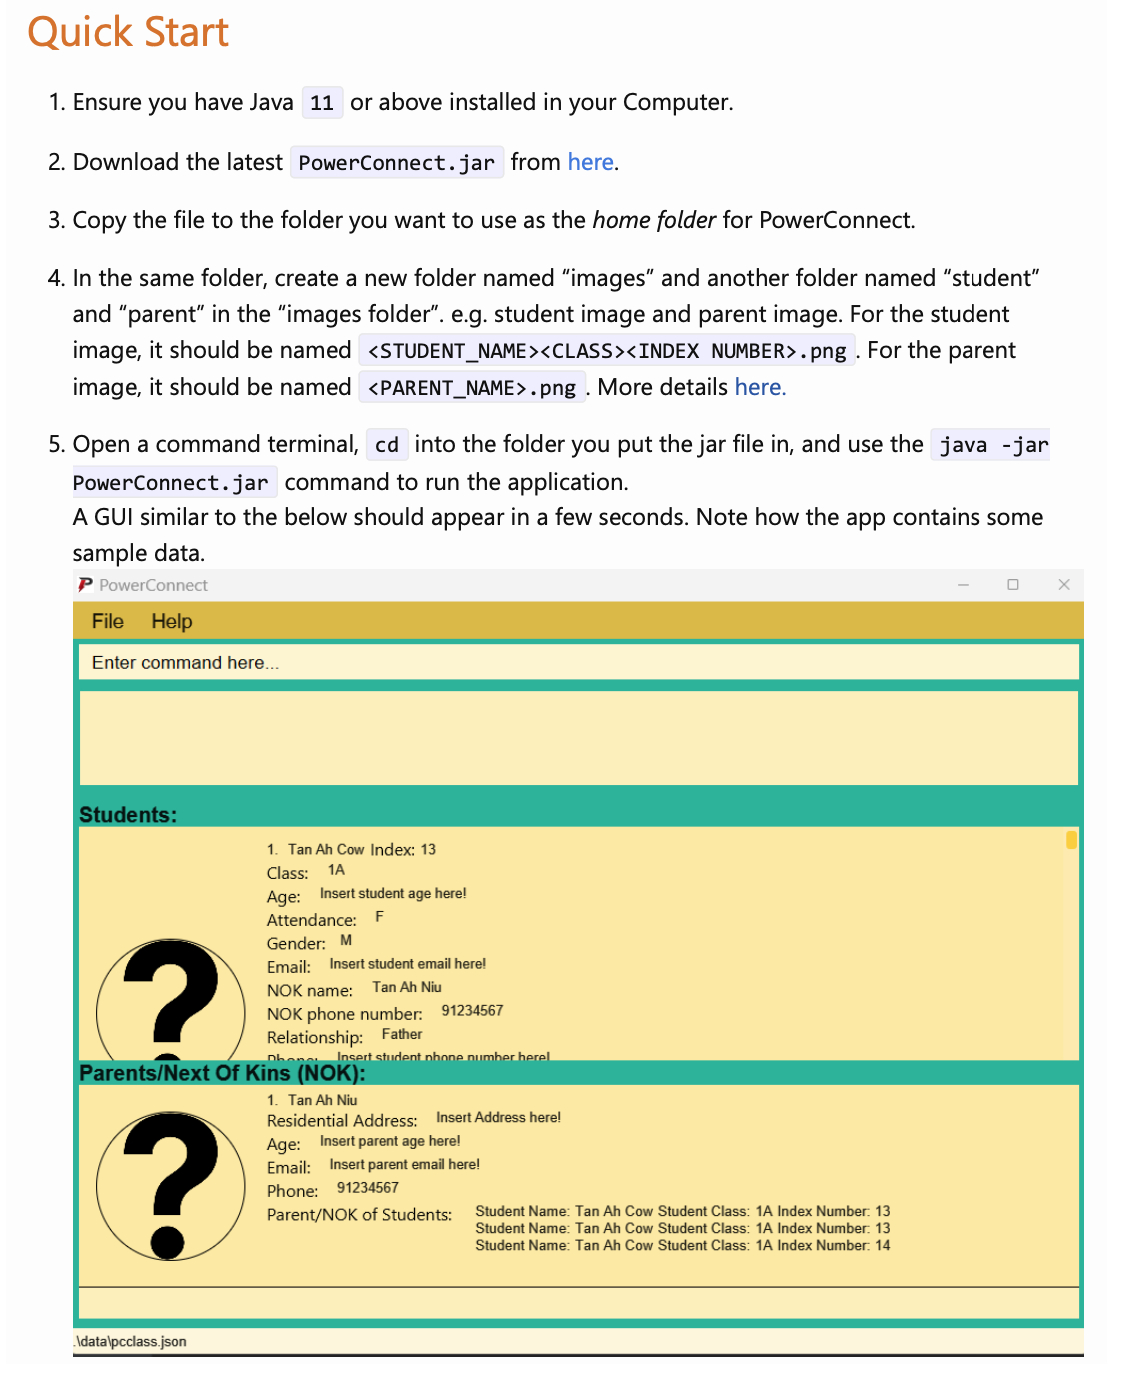 Quick Start
1. Ensure you have Java 11 or above installed in your Computer.
2. Download the latest PowerConnect.jar from here.
3. Copy the file to the folder you want to use as the home folder for PowerConnect.
4. In the same folder, create a new folder named “images” and another folder named “student”
and “parent” in the “images folder”. e.g. student image and parent image. For the student
image, it should be named <STUDENT_NAME><CLASS><INDEX NUMBER>.png. For the parent
image, it should be named <PARENT_NAME>.png. More details here.
5. Open a command terminal, cd into the folder you put the jar file in, and use the java -jar
PowerConnect.jar command to run the application.
A GUI similar to the below should appear in a few seconds. Note how the app contains some
sample data.
PowerConnect
File Help
Enter command here...
Students:
1. Tan Ah Cow Index: 13
Class: 1A
Age: Insert student age here!
Attendance: F
Gender: M
Email: Insert student email here!
NOK name: Tan Ah Niu
NOK phone number: 91234567
Relationship: Father
Phone: Insert student phone number here!
Parents/Next Of Kins (NOK):
1. Tan Ah Niu
Residential Address: Insert Address here!
Age: Insert parent age here!
Email: Insert parent email here!
Phone: 91234567
Parent/NOK of Students: Student Name: Tan Ah Cow Student Class: 1A Index Number: 13
Student Name: Tan Ah Cow Student Class: 1A Index Number: 13
Student Name: Tan Ah Cow Student Class: 1A Index Number: 14
.\data\pcclass.json